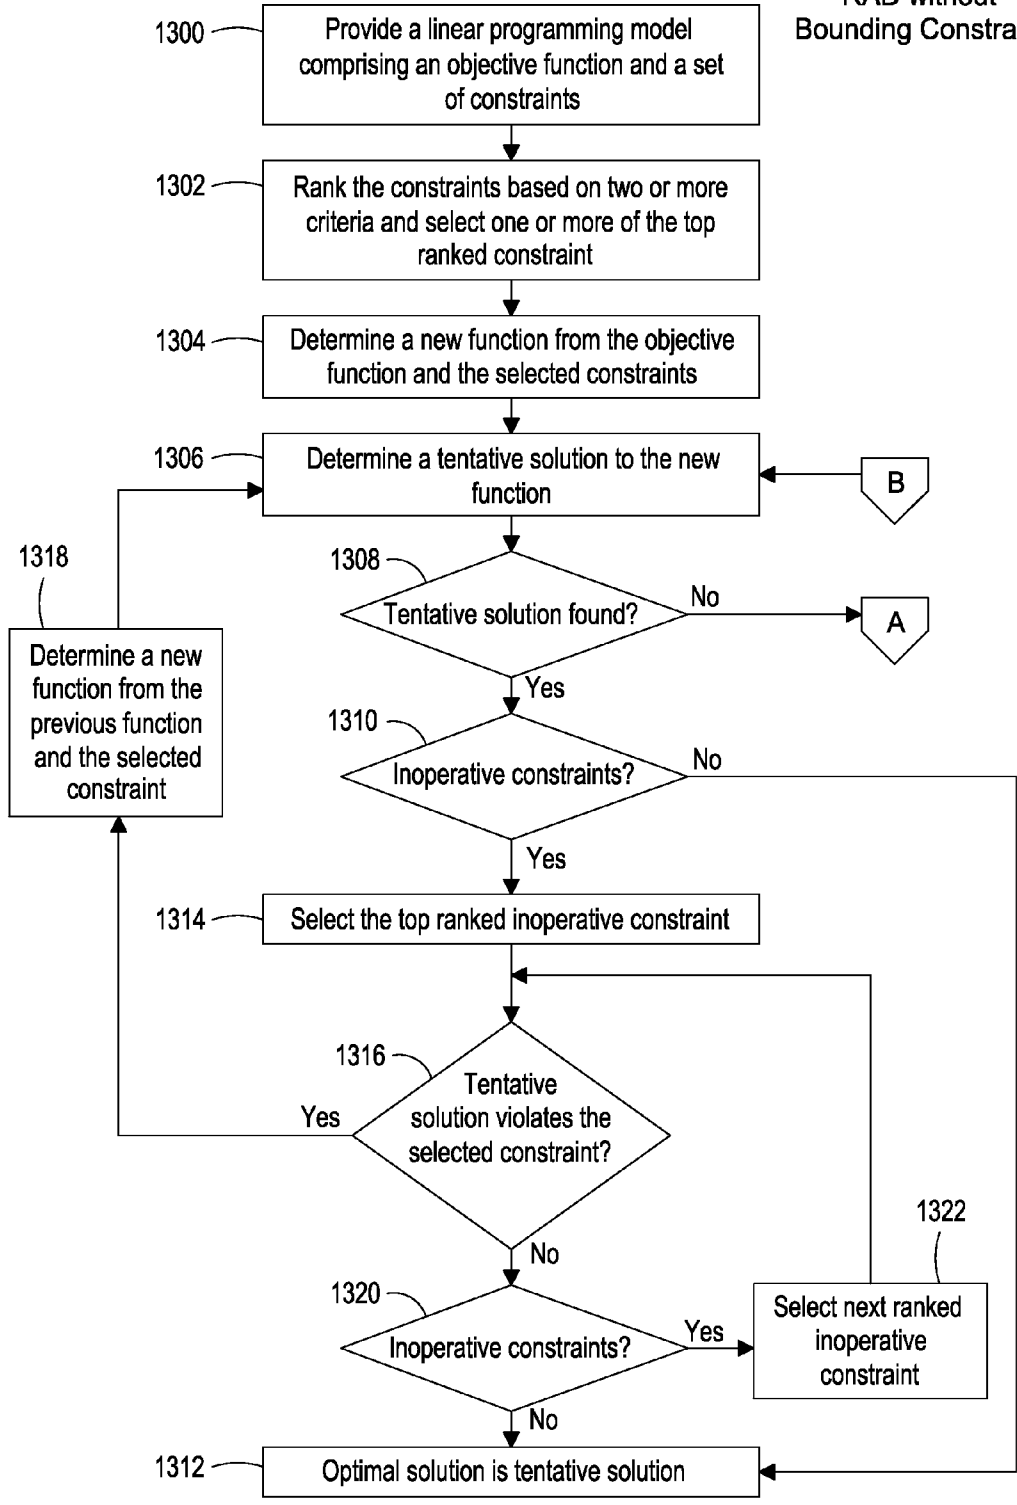 RAD without
Bounding Constra
1300
Provide a linear programming model
comprising an objective function and a set
of constraints
1302
Rank the constraints based on two or more
criteria and select one or more of the top
ranked constraint
1304
Determine a new function from the objective
function and the selected constraints
1306
Determine a tentative solution to the new
function
B
1308
Tentative solution found?
No
A
Yes
1318
Determine a new
function from the
previous function
and the selected
constraint
1310
Inoperative constraints?
No
Yes
1314
Select the top ranked inoperative constraint
1316
Tentative
solution violates the
selected constraint?
Yes
No
1320
Inoperative constraints?
Yes
1322
Select next ranked
inoperative
constraint
No
1312
Optimal solution is tentative solution